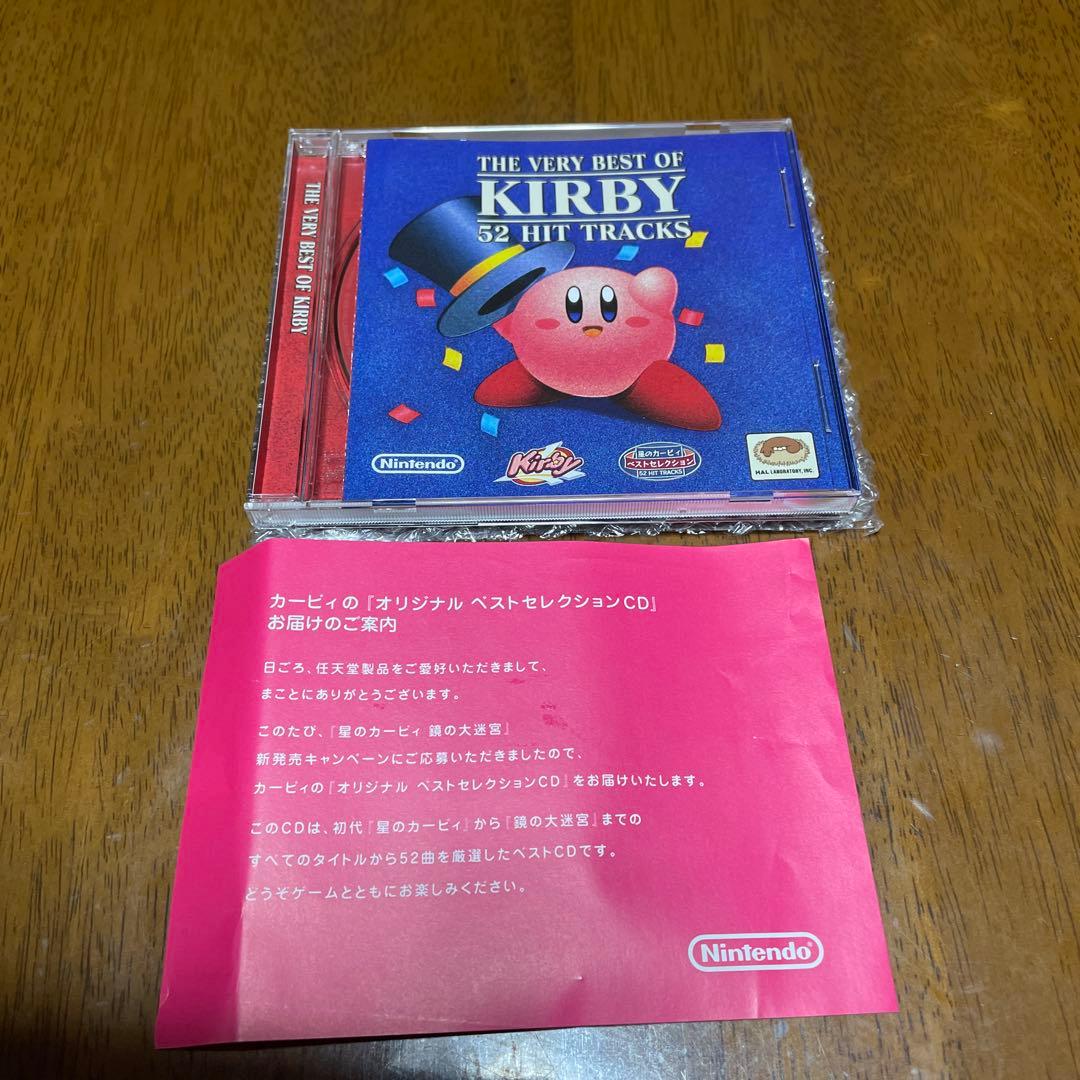 THE VERY BEST OF KIRBY
THE VERY BEST OF
KIRBY
52 HIT TRACKS
Nintendo
Kirby
星のカービィ
ベストセレクション
52 HIT TRACKS
HAL LABORATORY, INC.
カービィの『オリジナル ベストセレクションCD』
お届けのご案内
日ごろ、任天堂製品をご愛好いただきまして、
まことにありがとうございます。
このたび、『星のカービィ 鏡の大迷宮』
新発売キャンペーンにご応募いただきましたので、
カービィの『オリジナル ベストセレクションCD』をお届けいたします。
このCDは、初代『星のカービィ』から『鏡の大迷宮』までの
すべてのタイトルから52曲を厳選したベストCDです。
どうぞゲームとともにお楽しみください。
Nintendo